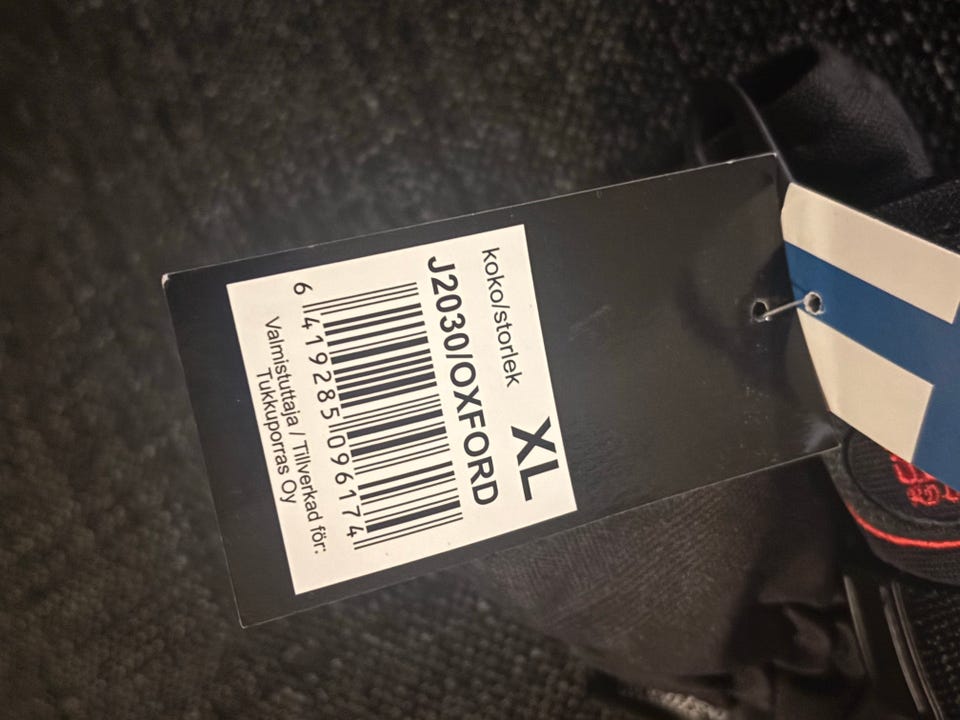 koko/storlek XL
J2030/OXFORD
6 419285 096174
Valmistuttaja / Tillverkad för:
Tukkuporras Oy